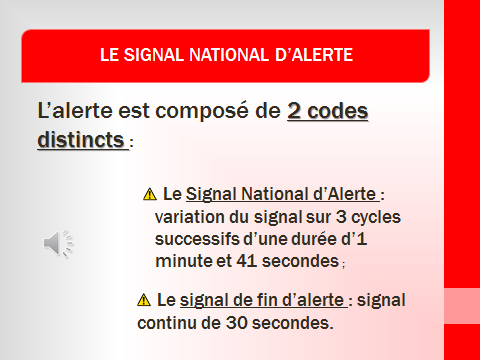 LE SIGNAL NATIONAL D’ALERTE
L’alerte est composé de 2 codes
distincts :
Le Signal National d’Alerte :
variation du signal sur 3 cycles
successifs d’une durée d’1
minute et 41 secondes ;
Le signal de fin d’alerte : signal
continu de 30 secondes.